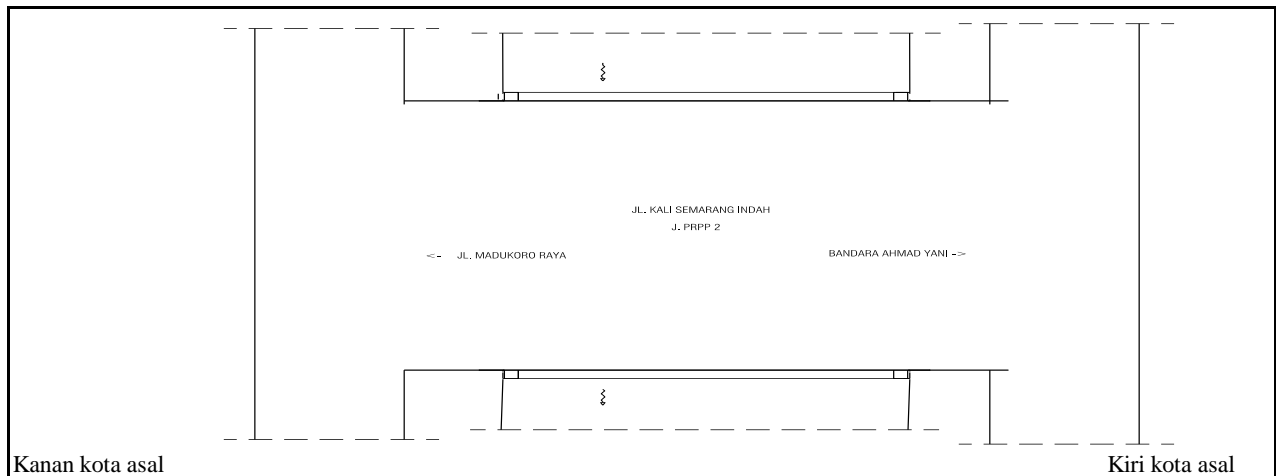 JL. KALI SEMARANG INDAH
J. PRPP 2
<- JL. MADUKORO RAYA
BANDARA AHMAD YANI ->
Kanan kota asal
Kiri kota asal